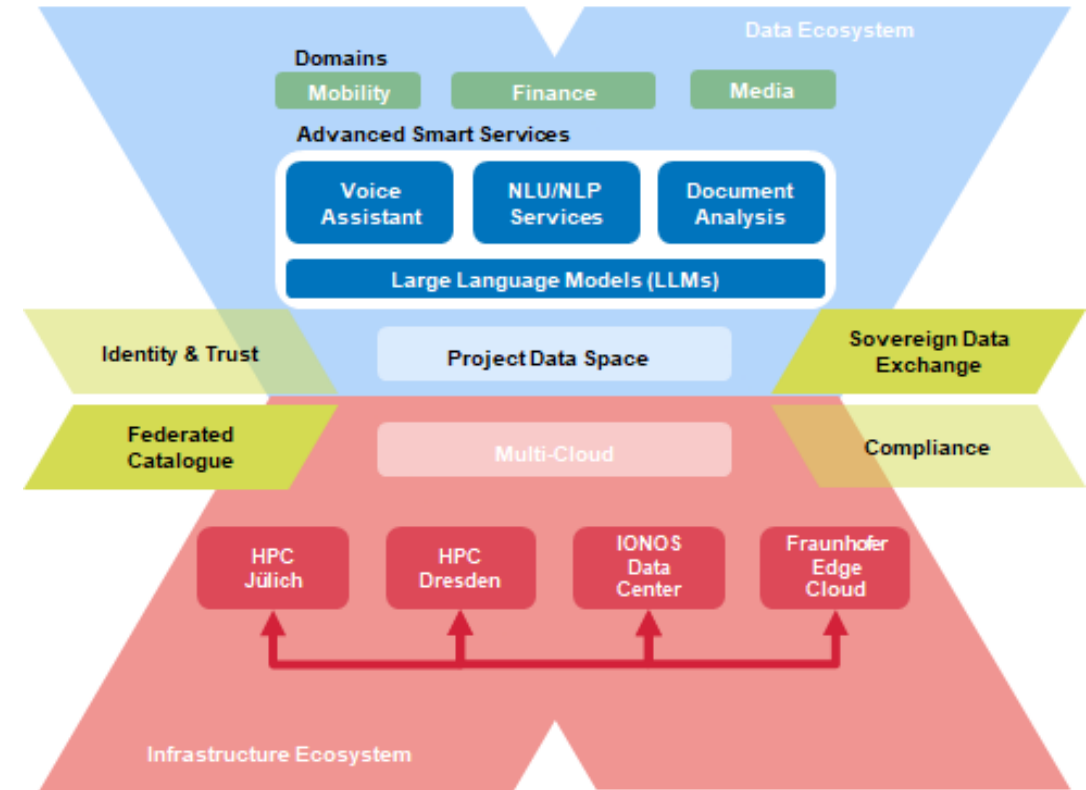 Data Ecosystem
Domains
Mobility
Finance
Media
Advanced Smart Services
Voice
Assistant
NLU/NLP
Services
Document
Analysis
Large Language Models (LLMs)
Identity & Trust
Project Data Space
Sovereign Data
Exchange
Federated
Catalogue
Multi-Cloud
Compliance
HPC
Jülich
HPC
Dresden
IONOS
Data
Center
Fraunhofer
Edge
Cloud
Infrastructure Ecosystem